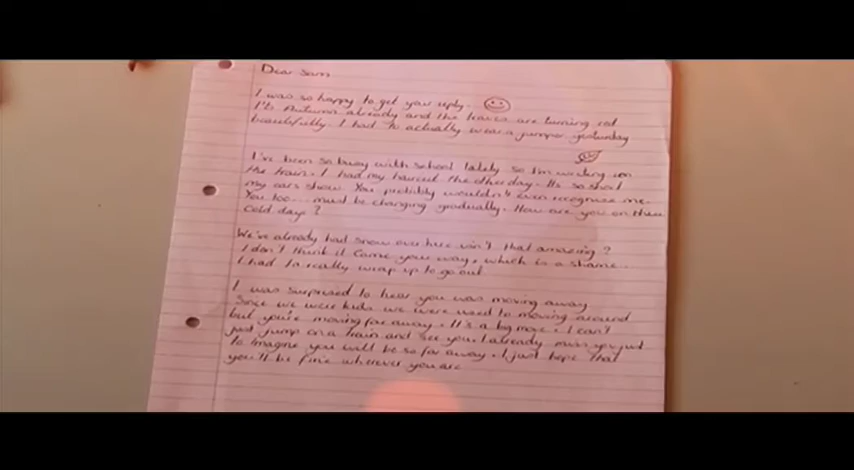 Dear Sam
I was so happy to get your reply.
It's Autumn already and the leaves are turning red
beautifully. I had to actually wear a jumper yesturday
I've been so busy with school lately so I'm writing on
the train. I had my haircut the other day. It's so short
my ears show You probably wouldn't even recognise me.
You too... must be changing gradually. How are you on these
cold days?
We've already had snow over here isn't that amazing?
I don't think it came your way, which is a shame.
I had to really wrap up to go out
I was surprised to hear you was moving away
Since we were kids we were used to moving around
but you're moving far away. It's a big move. I can't
just jump on a train and see you. I already miss you just
to imagine you will be so far away. I just hope that
you'll be fine wherever you are